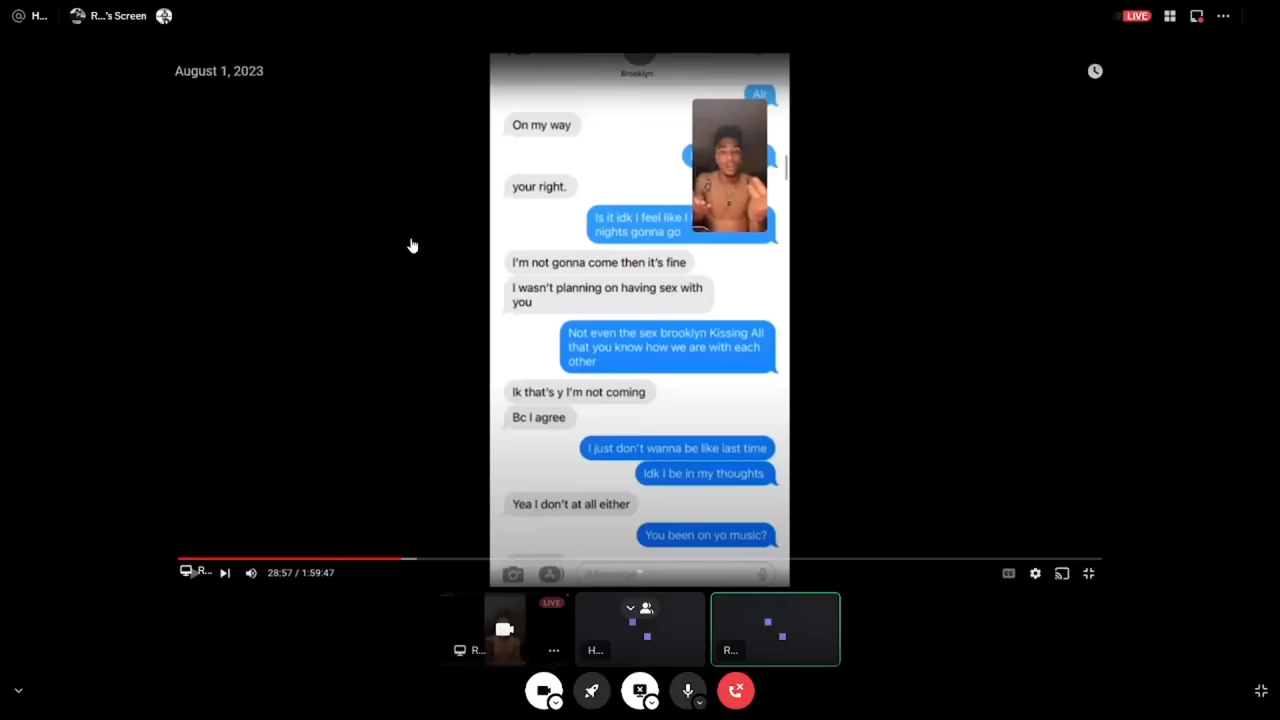 H...
R...'s Screen
LIVE
August 1, 2023
Brooklyn
Alr
On my way
your right.
Is it idk I feel like I
nights gonna go
I'm not gonna come then it's fine
I wasn't planning on having sex with
you
Not even the sex brooklyn Kissing All
that you know how we are with each
other
Ik that's y I'm not coming
Bc I agree
I just don't wanna be like last time
Idk I be in my thoughts
Yea I don't at all either
You been on yo music?
R...
28:57 / 1:59:47
CC
LIVE
R...
H...
R...